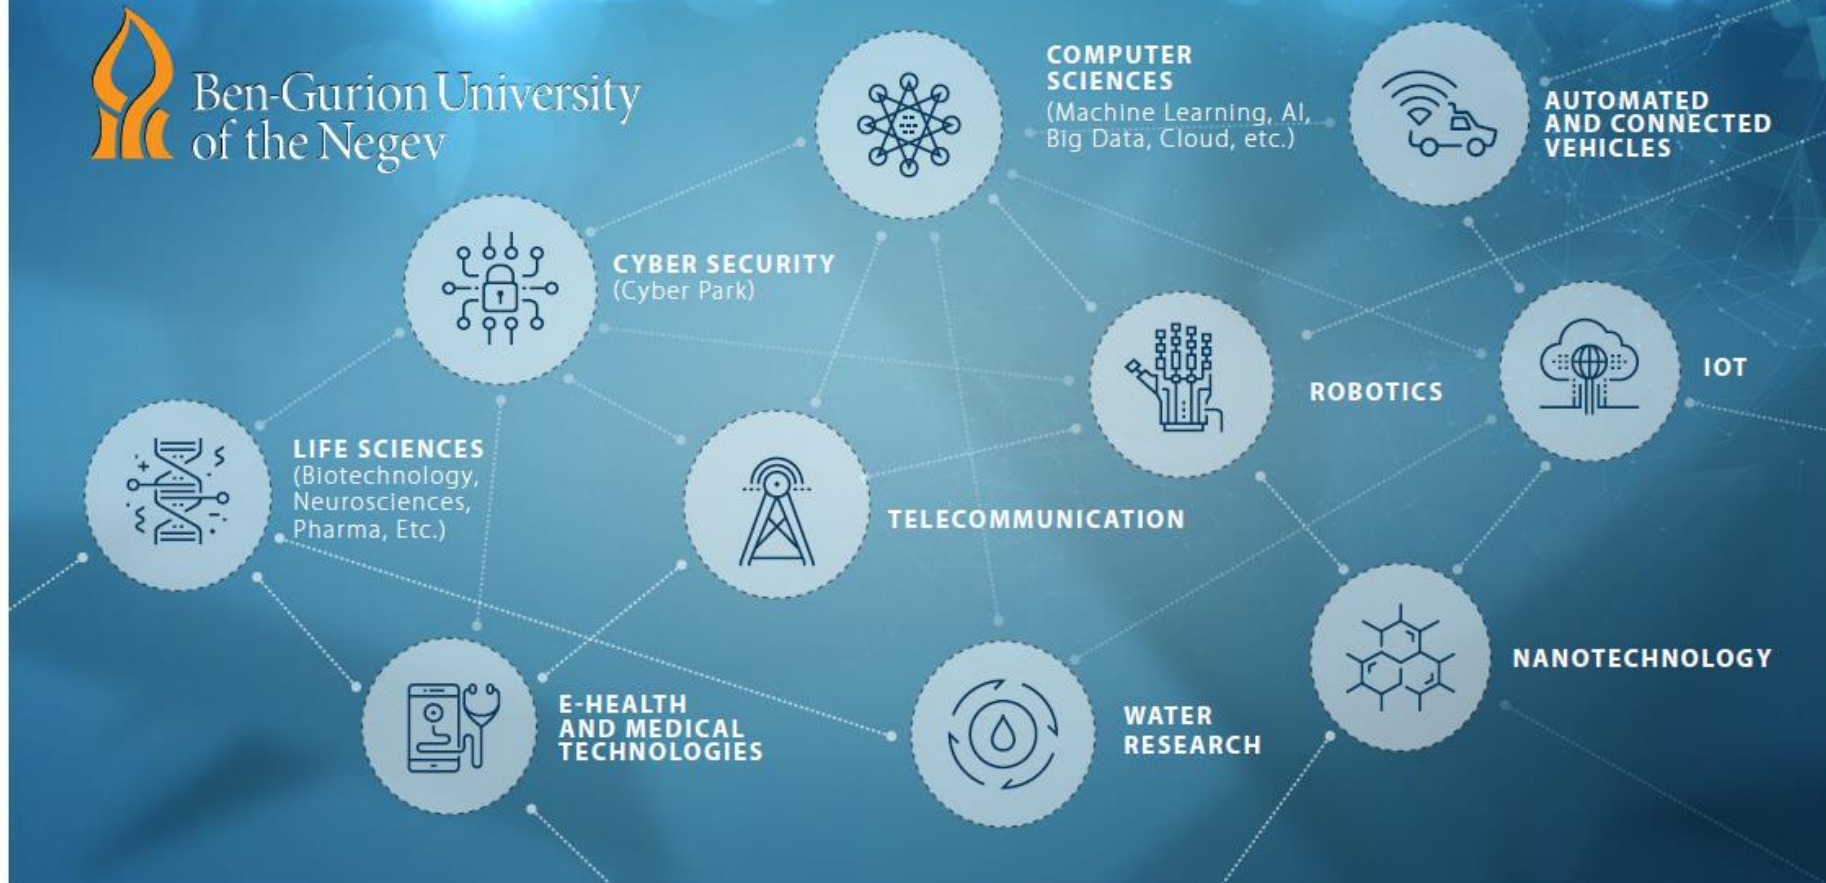 Ben-Gurion University
of the Negev
COMPUTER
SCIENCES
(Machine Learning, AI,
Big Data, Cloud, etc.)
AUTOMATED
AND CONNECTED
VEHICLES
CYBER SECURITY
(Cyber Park)
ROBOTICS
IOT
LIFE SCIENCES
(Biotechnology,
Neurosciences,
Pharma, Etc.)
TELECOMMUNICATION
NANOTECHNOLOGY
E-HEALTH
AND MEDICAL
TECHNOLOGIES
WATER
RESEARCH